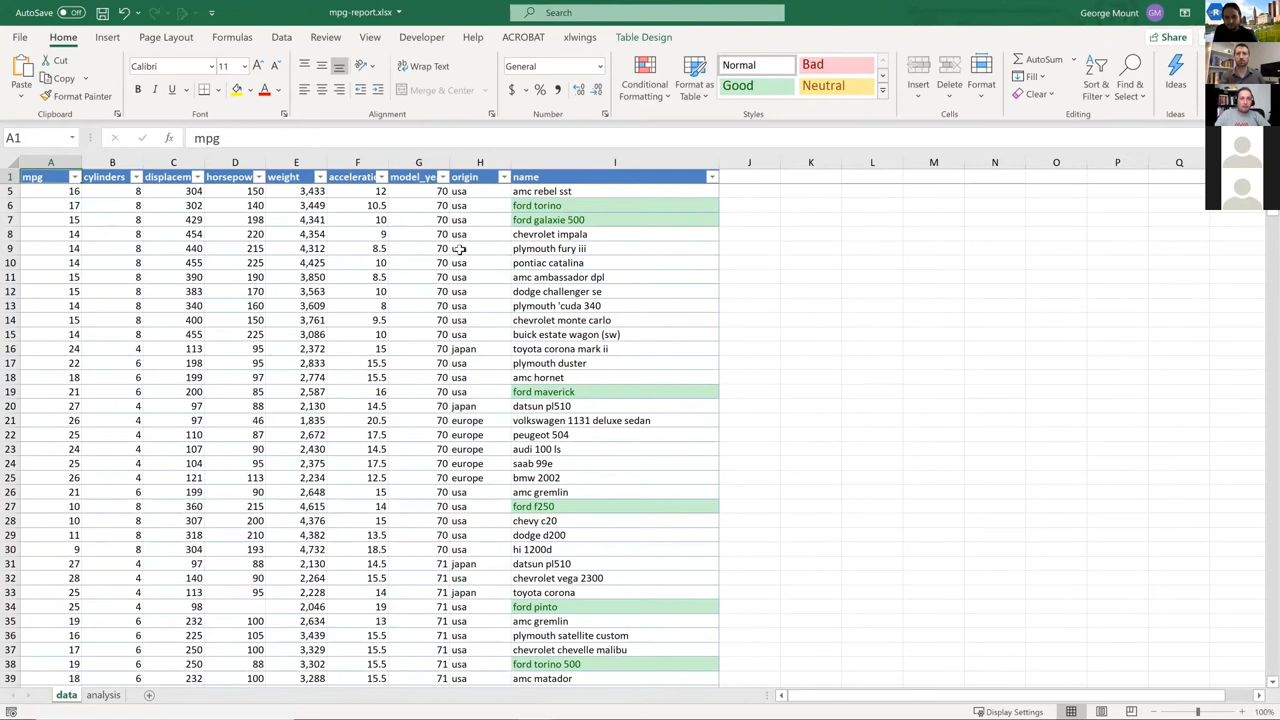 AutoSave Off mpg-report.xlsx Search George Mount GM
File Home Insert Page Layout Formulas Data Review View Developer Help ACROBAT xlwings Table Design Share
Paste Cut Copy Format Painter Calibri 11 A A B I U A Wrap Text Merge & Center General $ % Conditional Formatting Format as Table Normal Bad Good Neutral Insert Delete Format AutoSum Fill Clear Sort & Filter Find & Select Ideas
Clipboard Font Alignment Number Styles Cells Editing Ideas
A1 fx mpg
A B C D E F G H I J K L M N O P Q
1 mpg cylinders displacem horsepow weight acceleratio model_ye origin name
5 16 8 304 150 3,433 12 70 usa amc rebel sst
6 17 8 302 140 3,449 10.5 70 usa ford torino
7 15 8 429 198 4,341 10 70 usa ford galaxie 500
8 14 8 454 220 4,354 9 70 usa chevrolet impala
9 14 8 440 215 4,312 8.5 70 usa plymouth fury iii
10 14 8 455 225 4,425 10 70 usa pontiac catalina
11 15 8 390 190 3,850 8.5 70 usa amc ambassador dpl
12 15 8 383 170 3,563 10 70 usa dodge challenger se
13 14 8 340 160 3,609 8 70 usa plymouth 'cuda 340
14 15 8 400 150 3,761 9.5 70 usa chevrolet monte carlo
15 14 8 455 225 3,086 10 70 usa buick estate wagon (sw)
16 24 4 113 95 2,372 15 70 japan toyota corona mark ii
17 22 6 198 95 2,833 15.5 70 usa plymouth duster
18 18 6 199 97 2,774 15.5 70 usa amc hornet
19 21 6 200 85 2,587 16 70 usa ford maverick
20 27 4 97 88 2,130 14.5 70 japan datsun pl510
21 26 4 97 46 1,835 20.5 70 europe volkswagen 1131 deluxe sedan
22 25 4 110 87 2,672 17.5 70 europe peugeot 504
23 24 4 107 90 2,430 14.5 70 europe audi 100 ls
24 25 4 104 95 2,375 17.5 70 europe saab 99e
25 26 4 121 113 2,234 12.5 70 europe bmw 2002
26 21 6 199 90 2,648 15 70 usa amc gremlin
27 10 8 360 215 4,615 14 70 usa ford f250
28 10 8 307 200 4,376 15 70 usa chevy c20
29 11 8 318 210 4,382 13.5 70 usa dodge d200
30 9 8 304 193 4,732 18.5 70 usa hi 1200d
31 27 4 97 88 2,130 14.5 71 japan datsun pl510
32 28 4 140 90 2,264 15.5 71 usa chevrolet vega 2300
33 25 4 113 95 2,228 14 71 japan toyota corona
34 25 4 98 2,046 19 71 usa ford pinto
35 19 6 232 100 2,634 13 71 usa amc gremlin
36 16 6 225 105 3,439 15.5 71 usa plymouth satellite custom
37 17 6 250 100 3,329 15.5 71 usa chevrolet chevelle malibu
38 19 6 250 88 3,302 15.5 71 usa ford torino 500
39 18 6 232 100 3,288 15.5 71 usa amc matador
data analysis
Display Settings 100%